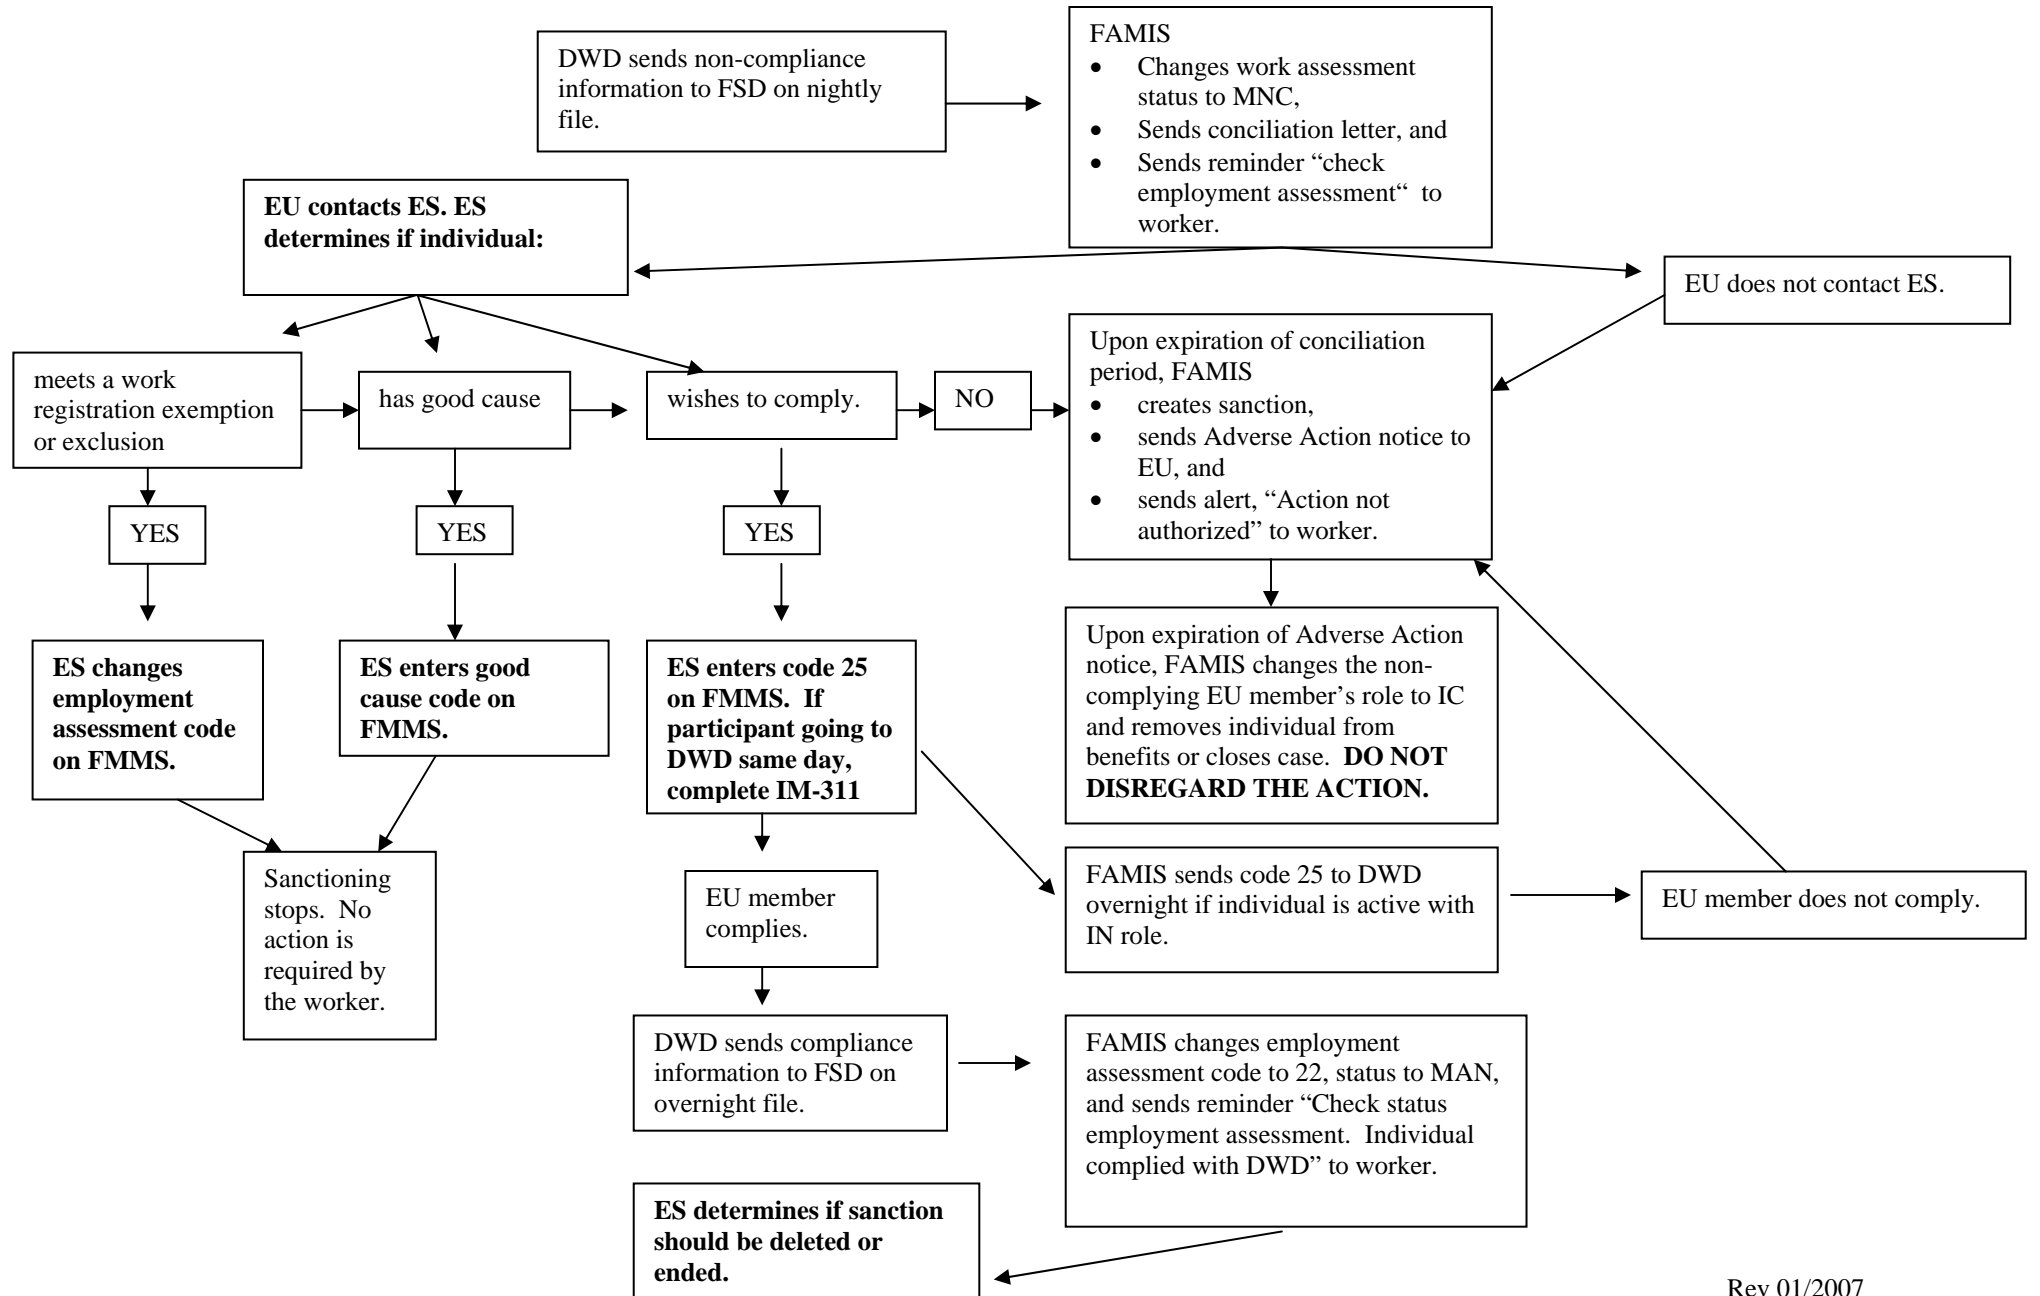 DWD sends non-compliance
information to FSD on nightly
file.
FAMIS
• Changes work assessment
status to MNC,
• Sends conciliation letter, and
• Sends reminder “check
employment assessment“ to
worker.
EU contacts ES. ES
determines if individual:
EU does not contact ES.
meets a work
registration exemption
or exclusion
has good cause
wishes to comply.
NO
Upon expiration of conciliation
period, FAMIS
• creates sanction,
• sends Adverse Action notice to
EU, and
• sends alert, “Action not
authorized” to worker.
YES
YES
YES
ES changes
employment
assessment code
on FMMS.
ES enters good
cause code on
FMMS.
ES enters code 25
on FMMS. If
participant going to
DWD same day,
complete IM-311
Upon expiration of Adverse Action
notice, FAMIS changes the non-
complying EU member’s role to IC
and removes individual from
benefits or closes case. DO NOT
DISREGARD THE ACTION.
Sanctioning
stops. No
action is
required by
the worker.
EU member
complies.
FAMIS sends code 25 to DWD
overnight if individual is active with
IN role.
EU member does not comply.
DWD sends compliance
information to FSD on
overnight file.
FAMIS changes employment
assessment code to 22, status to MAN,
and sends reminder “Check status
employment assessment. Individual
complied with DWD” to worker.
ES determines if sanction
should be deleted or
ended.
Rev 01/2007